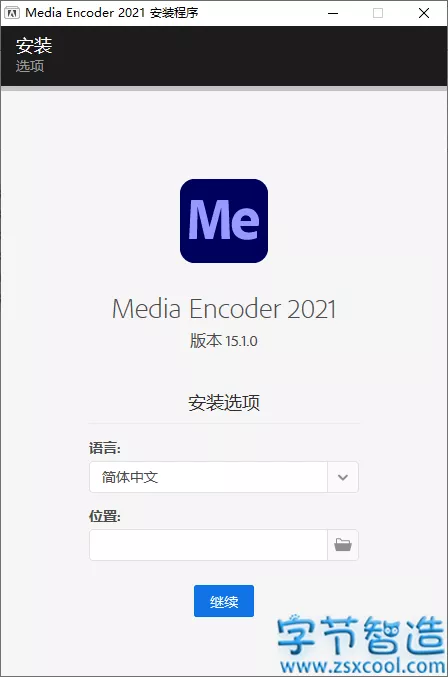 Media Encoder 2021 安装程序
安装
选项
Me
Media Encoder 2021
版本 15.1.0
安装选项
语言:
简体中文
位置:
继续
字节智造
www.zsxcool.com